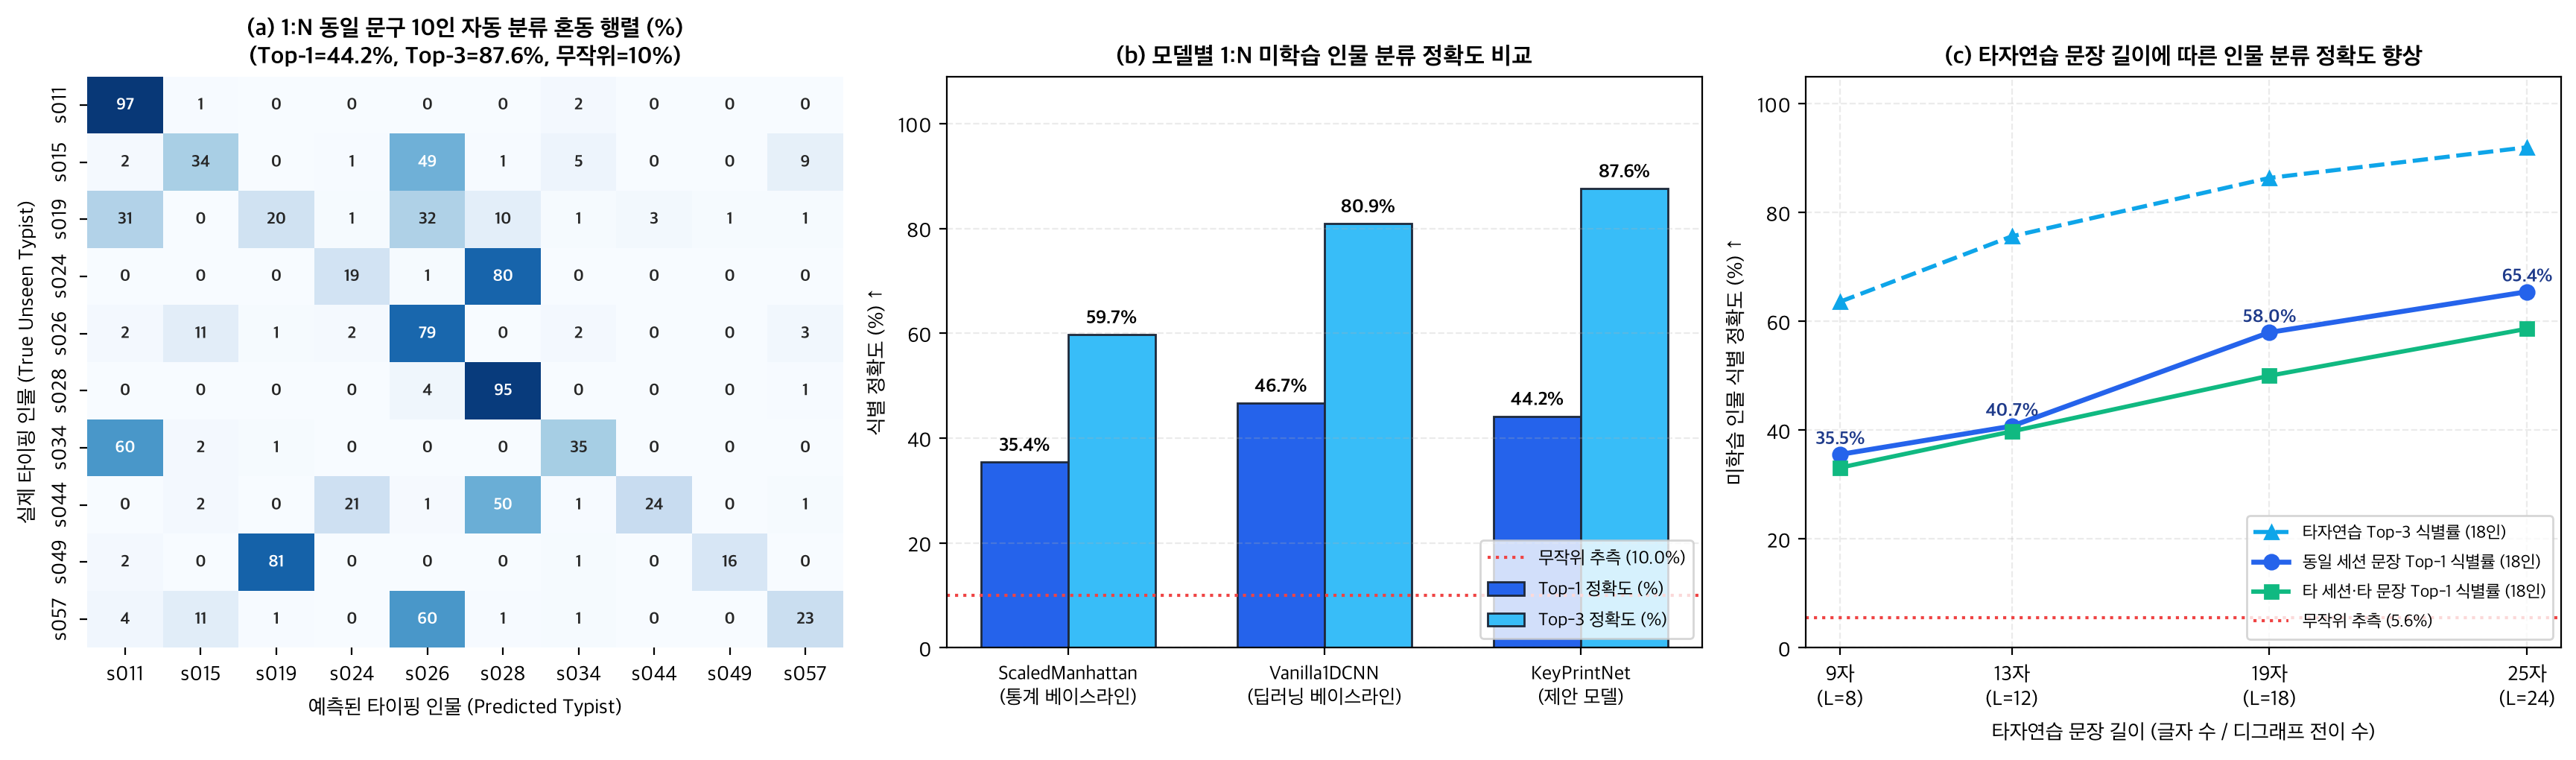 (a) 1:N 동일 문구 10인 자동 분류 혼동 행렬 (%)
(Top-1=44.2%, Top-3=87.6%, 무작위=10%)
실제 타이핑 인물 (True Unseen Typist)
s011 97 1 0 0 0 0 2 0 0 0
s015 2 34 0 1 49 1 5 0 0 9
s019 31 0 20 1 32 10 1 3 1 1
s024 0 0 0 19 1 80 0 0 0 0
s026 2 11 1 2 79 0 2 0 0 3
s028 0 0 0 0 4 95 0 0 0 1
s034 60 2 1 0 0 0 35 0 0 0
s044 0 2 0 21 1 50 1 24 0 1
s049 2 0 81 0 0 0 1 0 16 0
s057 4 11 1 0 60 1 1 0 0 23
s011 s015 s019 s024 s026 s028 s034 s044 s049 s057
예측된 타이핑 인물 (Predicted Typist)
(b) 모델별 1:N 미학습 인물 분류 정확도 비교
식별 정확도 (%) ↑
100
80
60
40
20
0
35.4%
59.7%
46.7%
80.9%
44.2%
87.6%
무작위 추측 (10.0%)
Top-1 정확도 (%)
Top-3 정확도 (%)
ScaledManhattan
(통계 베이스라인)
Vanilla1DCNN
(딥러닝 베이스라인)
KeyPrintNet
(제안 모델)
(c) 타자연습 문장 길이에 따른 인물 분류 정확도 향상
미학습 인물 식별 정확도 (%) ↑
100
80
60
40
20
0
35.5%
40.7%
58.0%
65.4%
타자연습 Top-3 식별률 (18인)
동일 세션 문장 Top-1 식별률 (18인)
타 세션·타 문장 Top-1 식별률 (18인)
무작위 추측 (5.6%)
9자
(L=8)
13자
(L=12)
19자
(L=18)
25자
(L=24)
타자연습 문장 길이 (글자 수 / 디그래프 전이 수)